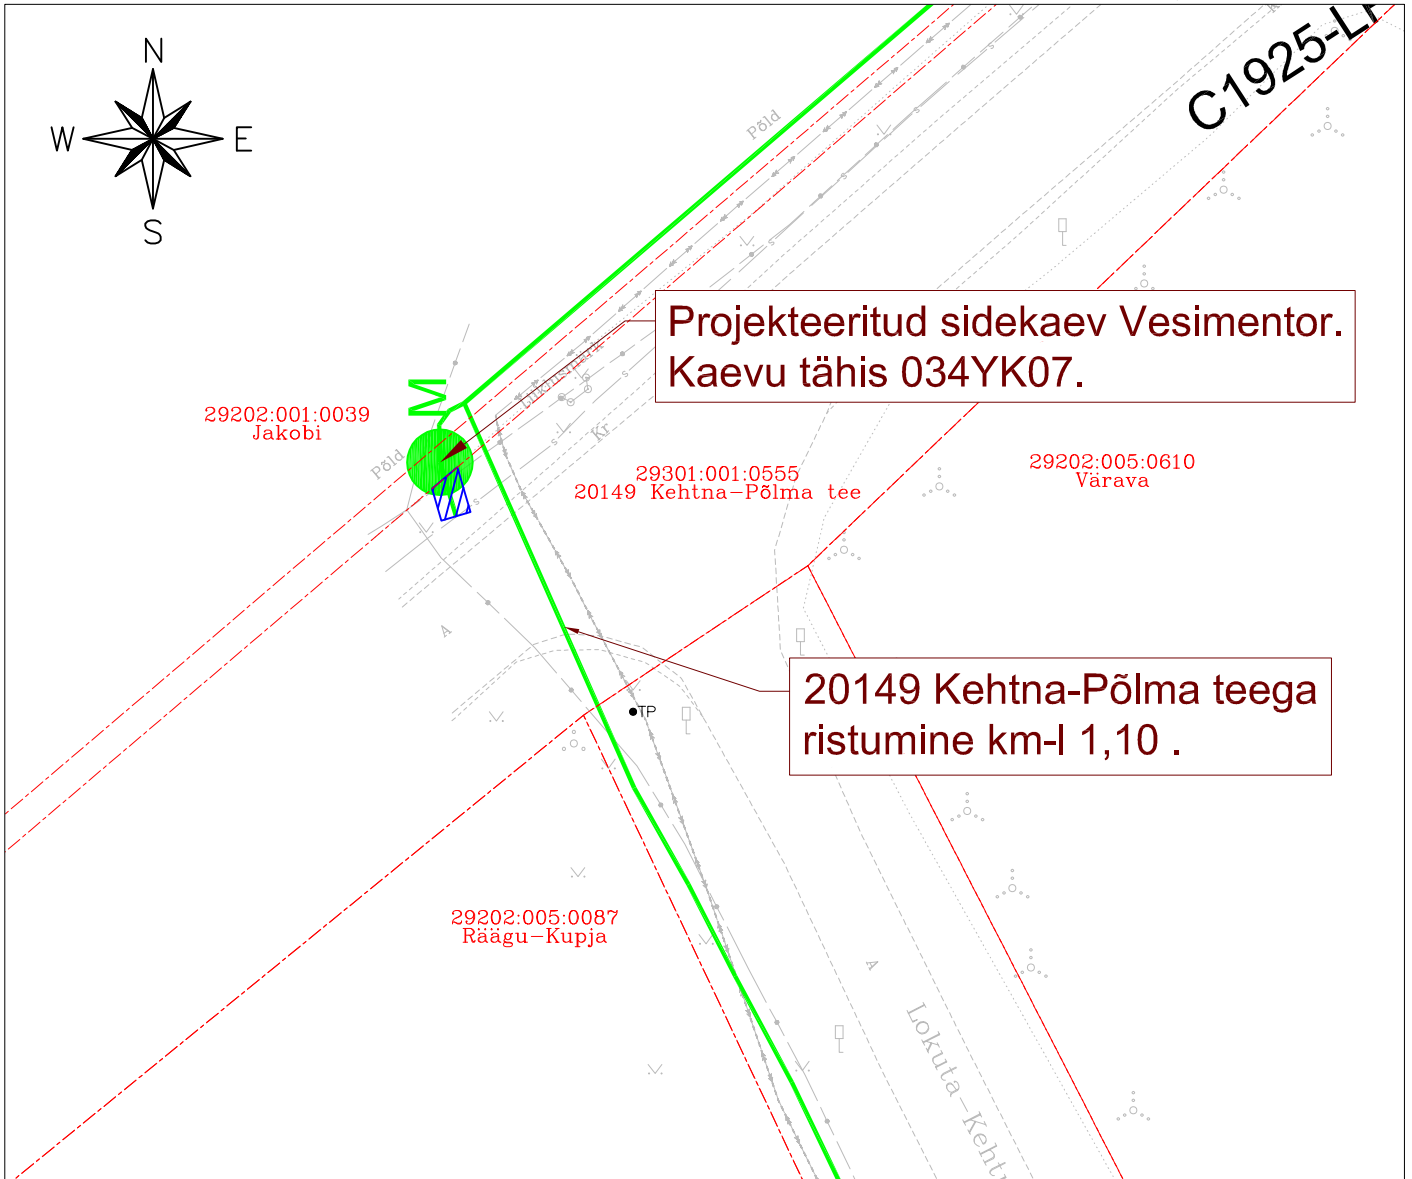 N
W E
S
C1925-L
Põld
Projekteeritud sidekaev Vesimentor.
Kaevu tähis 034YK07.
M
29202:001:0039
Jakobi
Põld
Kr
29301:001:0555
20149 Kehtna-Põlma tee
29202:005:0610
Värava
A
20149 Kehtna-Põlma teega
ristumine km-l 1,10 .
TP
29202:005:0087
Räägu-Kupja
A
Lokuta-Keht